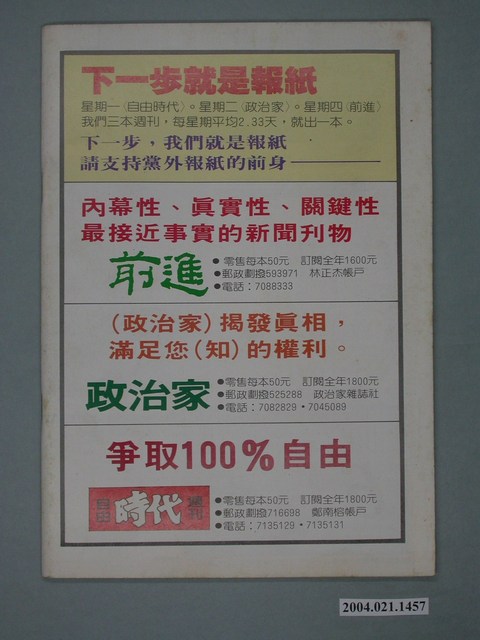 下一步就是報紙
星期一〈自由時代〉。星期二〈政治家〉。星期四〈前進〉
我們三本週刊，每星期平均2.33天，就出一本。
下一步，我們就是報紙
請支持黨外報紙的前身————
內幕性、眞實性、關鍵性
最接近事實的新聞刊物
前進
●零售每本50元　訂閱全年1600元
●郵政劃撥593971　林正杰帳戶
●電話：7088333
（政治家）揭發眞相，
滿足您（知）的權利。
政治家
●零售每本50元　訂閱全年1800元
●郵政劃撥525288　政治家雜誌社
●電話：7082829・7045089
爭取100%自由
自由時代週刊
●零售每本50元　訂閱全年1800元
●郵政劃撥716698　鄭南榕帳戶
●電話：7135129・7135131
2004.021.1457